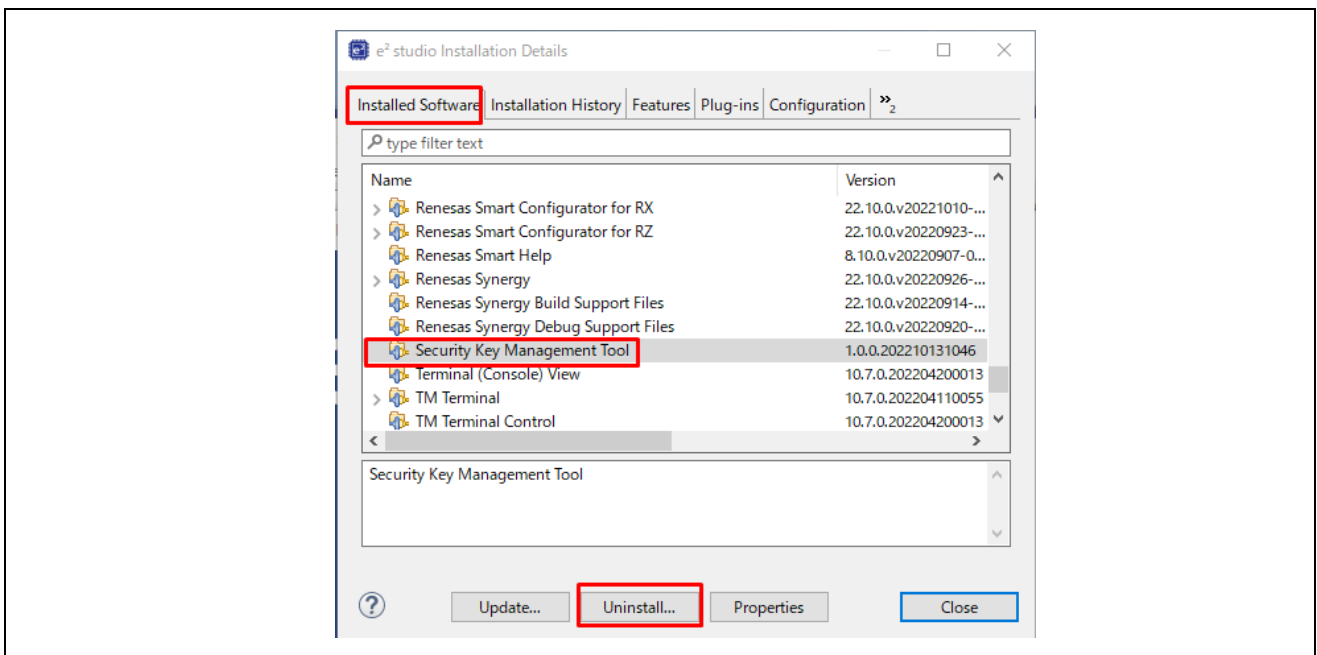 e² studio Installation Details
Installed Software Installation History Features Plug-ins Configuration »2
type filter text
Name Version
Renesas Smart Configurator for RX 22.10.0.v20221010-...
Renesas Smart Configurator for RZ 22.10.0.v20220923-...
Renesas Smart Help 8.10.0.v20220907-0...
Renesas Synergy 22.10.0.v20220926-...
Renesas Synergy Build Support Files 22.10.0.v20220914-...
Renesas Synergy Debug Support Files 22.10.0.v20220920-...
Security Key Management Tool 1.0.0.202210131046
Terminal (Console) View 10.7.0.202204200013
TM Terminal 10.7.0.202204110055
TM Terminal Control 10.7.0.202204200013
Security Key Management Tool
? Update... Uninstall... Properties Close